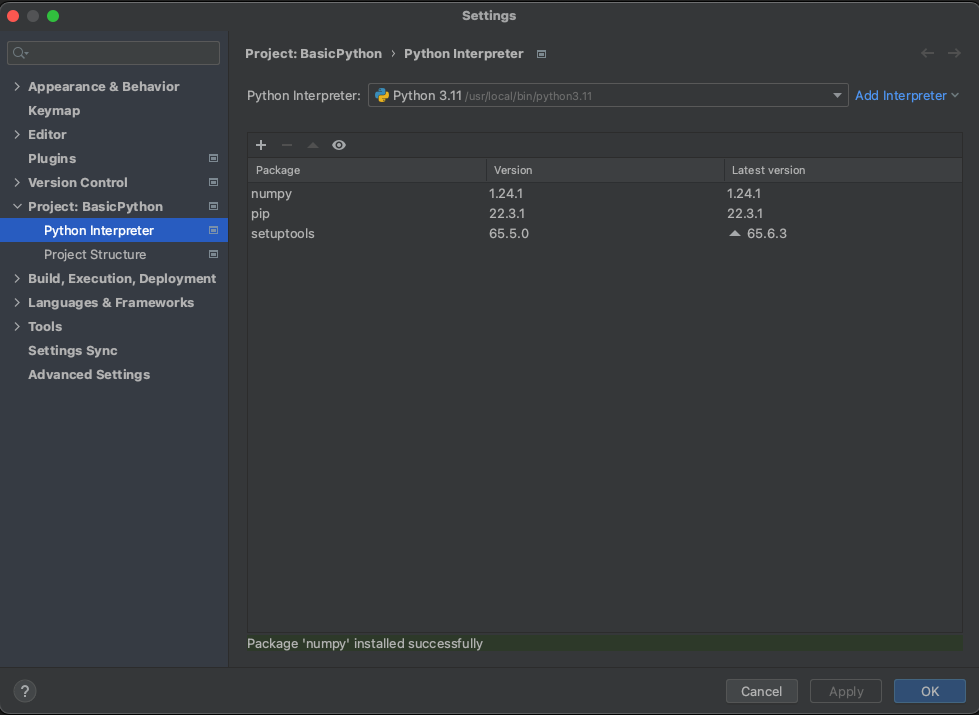 Settings
Project: BasicPython › Python Interpreter
Python Interpreter: Python 3.11 /usr/local/bin/python3.11 Add Interpreter
Appearance & Behavior
Keymap
Editor
Plugins
Version Control
Project: BasicPython
Python Interpreter
Project Structure
Build, Execution, Deployment
Languages & Frameworks
Tools
Settings Sync
Advanced Settings
Package Version Latest version
numpy 1.24.1 1.24.1
pip 22.3.1 22.3.1
setuptools 65.5.0 65.6.3
Package 'numpy' installed successfully
? Cancel Apply OK